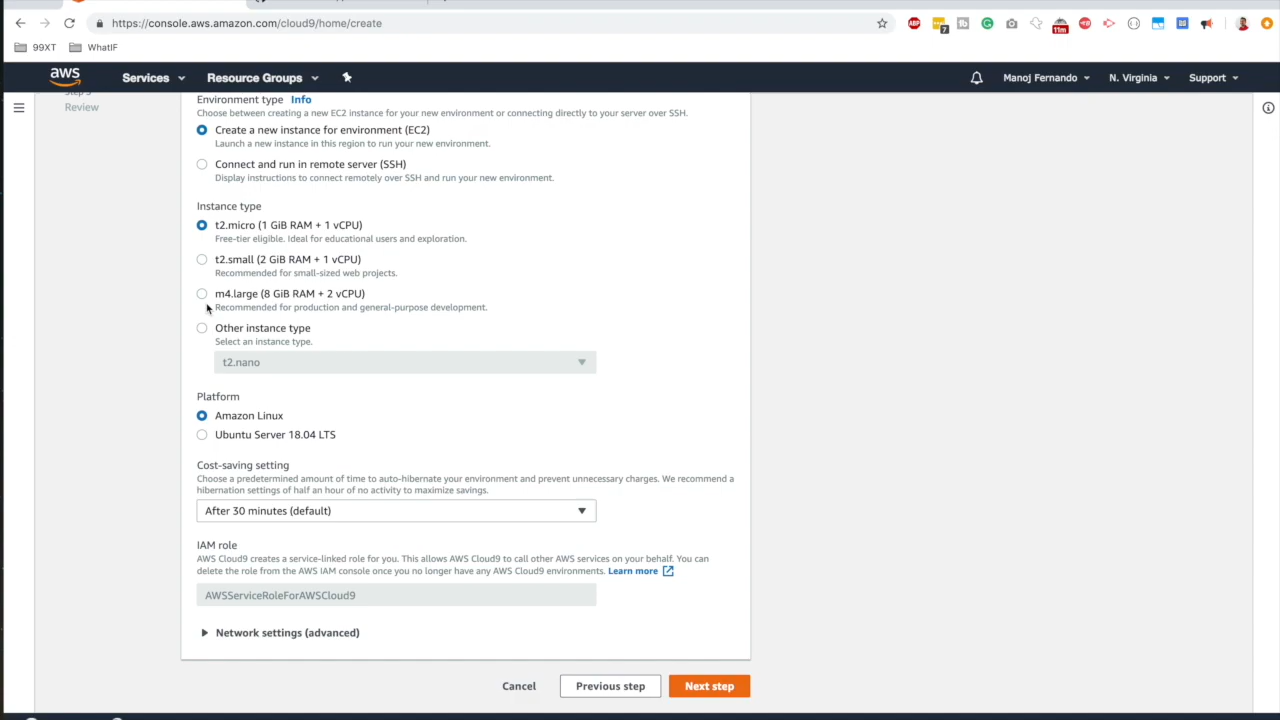 https://console.aws.amazon.com/cloud9/home/create
7
11m
99XT
WhatIF
aws
Services
Resource Groups
Manoj Fernando
N. Virginia
Support
Review
Environment type Info
Choose between creating a new EC2 instance for your new environment or connecting directly to your server over SSH.
Create a new instance for environment (EC2)
Launch a new instance in this region to run your new environment.
Connect and run in remote server (SSH)
Display instructions to connect remotely over SSH and run your new environment.
Instance type
t2.micro (1 GiB RAM + 1 vCPU)
Free-tier eligible. Ideal for educational users and exploration.
t2.small (2 GiB RAM + 1 vCPU)
Recommended for small-sized web projects.
m4.large (8 GiB RAM + 2 vCPU)
Recommended for production and general-purpose development.
Other instance type
Select an instance type.
t2.nano
Platform
Amazon Linux
Ubuntu Server 18.04 LTS
Cost-saving setting
Choose a predetermined amount of time to auto-hibernate your environment and prevent unnecessary charges. We recommend a
hibernation settings of half an hour of no activity to maximize savings.
After 30 minutes (default)
IAM role
AWS Cloud9 creates a service-linked role for you. This allows AWS Cloud9 to call other AWS services on your behalf. You can
delete the role from the AWS IAM console once you no longer have any AWS Cloud9 environments. Learn more
AWSServiceRoleForAWSCloud9
Network settings (advanced)
Cancel
Previous step
Next step